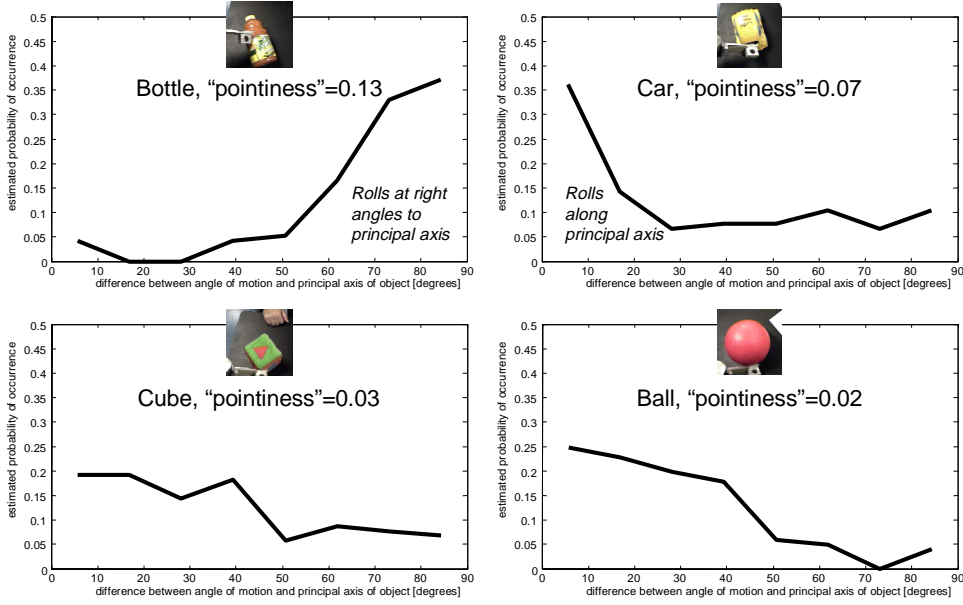 0.5
0.45
0.4
0.35
0.3
0.25
0.2
0.15
0.1
0.05
0
estimated probability of occurrence
Bottle, “pointiness”=0.13
Rolls at right
angles to
principal axis
0 10 20 30 40 50 60 70 80 90
difference between angle of motion and principal axis of object [degrees]
0.5
0.45
0.4
0.35
0.3
0.25
0.2
0.15
0.1
0.05
0
estimated probability of occurrence
Car, “pointiness”=0.07
Rolls
along
principal axis
0 10 20 30 40 50 60 70 80 90
difference between angle of motion and principal axis of object [degrees]
0.5
0.45
0.4
0.35
0.3
0.25
0.2
0.15
0.1
0.05
0
estimated probability of occurrence
Cube, “pointiness”=0.03
0 10 20 30 40 50 60 70 80 90
difference between angle of motion and principal axis of object [degrees]
0.5
0.45
0.4
0.35
0.3
0.25
0.2
0.15
0.1
0.05
0
estimated probability of occurrence
Ball, “pointiness”=0.02
0 10 20 30 40 50 60 70 80 90
difference between angle of motion and principal axis of object [degrees]